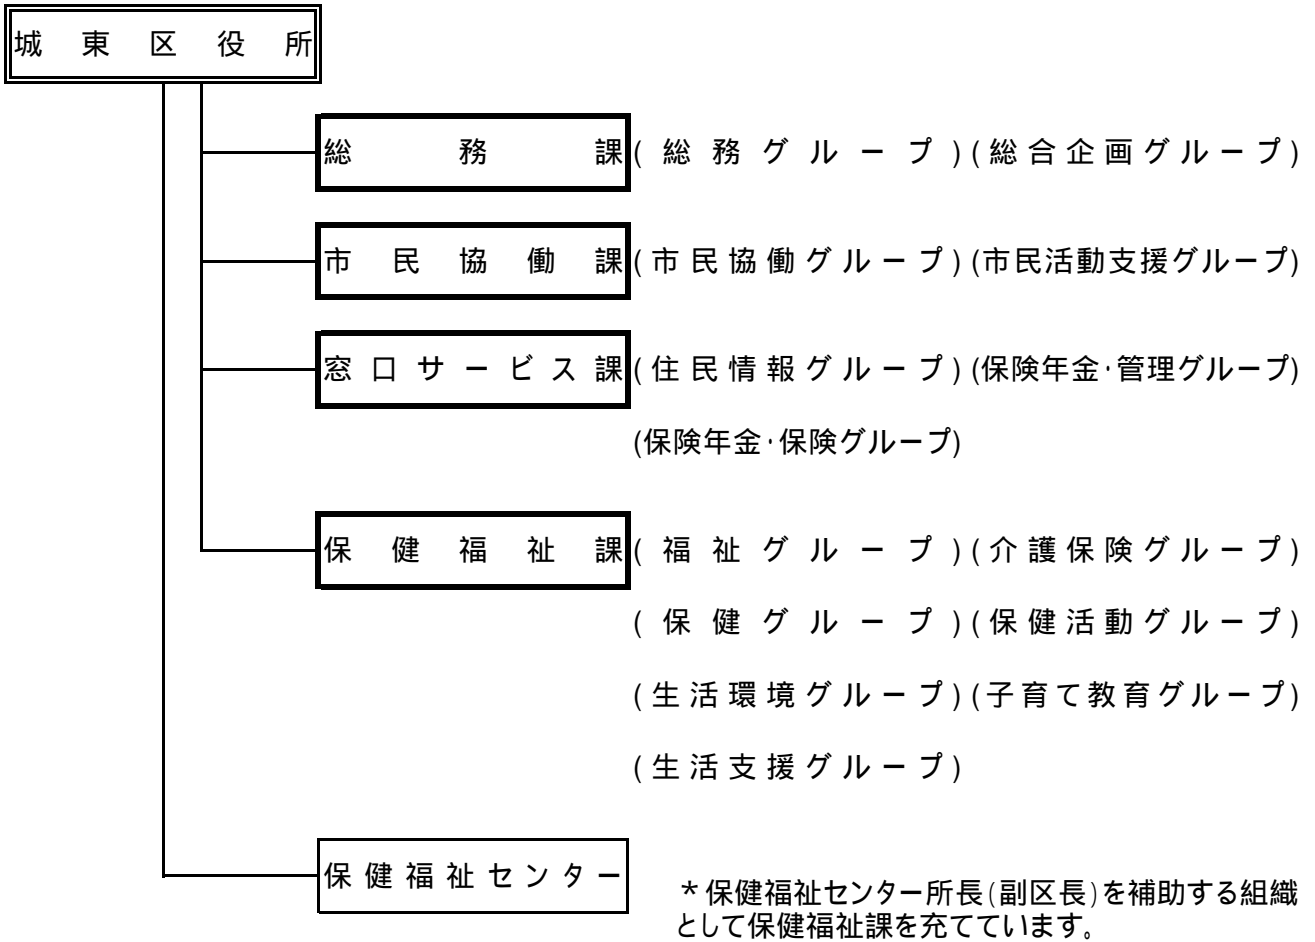 城東区役所
総務課(総務グループ)(総合企画グループ)
市民協働課(市民協働グループ)(市民活動支援グループ)
窓口サービス課(住民情報グループ)(保険年金･管理グループ)
(保険年金･保険グループ)
保健福祉課(福祉グループ)(介護保険グループ)
(保健グループ)(保健活動グループ)
(生活環境グループ)(子育て教育グループ)
(生活支援グループ)
保健福祉センター
*保健福祉センター所長(副区長)を補助する組織
として保健福祉課を充てています。